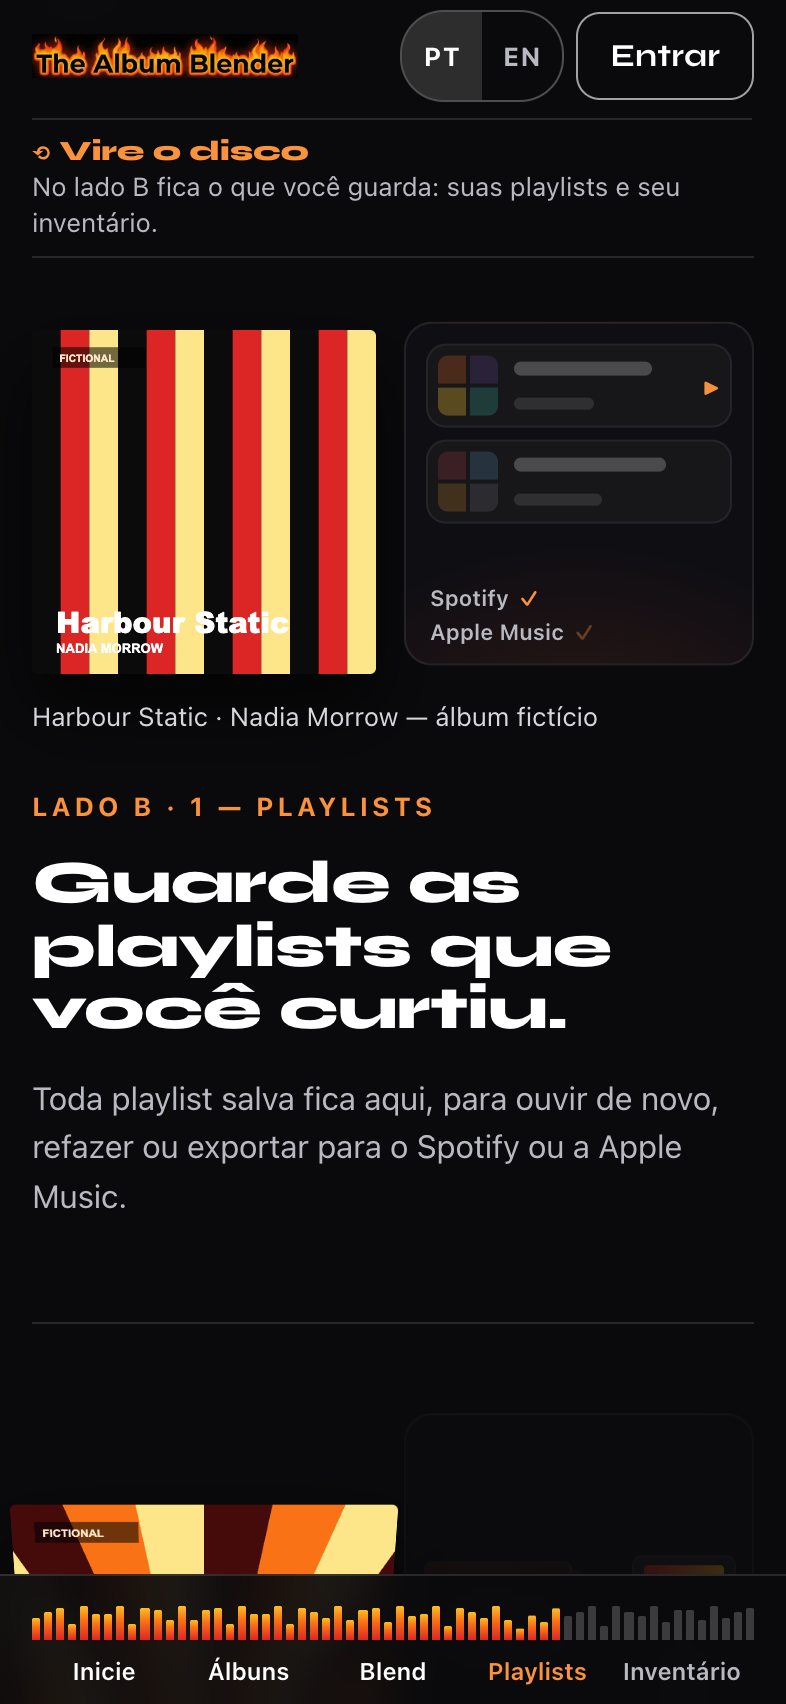 The Album Blender
PT
EN
Entrar
Vire o disco
No lado B fica o que você guarda: suas playlists e seu
inventário.
FICTIONAL
Harbour Static
NADIA MORROW
Spotify ✓
Apple Music ✓
Harbour Static · Nadia Morrow — álbum fictício
LADO B · 1 — PLAYLISTS
Guarde as
playlists que
você curtiu.
Toda playlist salva fica aqui, para ouvir de novo,
refazer ou exportar para o Spotify ou a Apple
Music.
FICTIONAL
Inicie
Álbuns
Blend
Playlists
Inventário